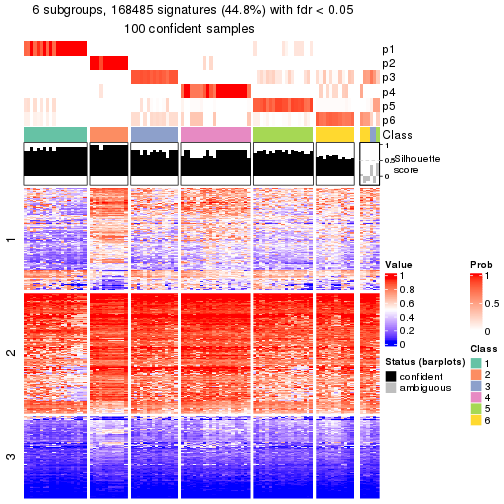 6 subgroups, 168485 signatures (44.8%) with fdr < 0.05
100 confident samples
p1
p2
p3
p4
p5
p6
Class
1
0.5
0
Silhouette
score
1
2
3
Value
1
0.8
0.6
0.4
0.2
0
Prob
1
0.5
0
Status (barplots)
confident
ambiguous
Class
1
2
3
4
5
6